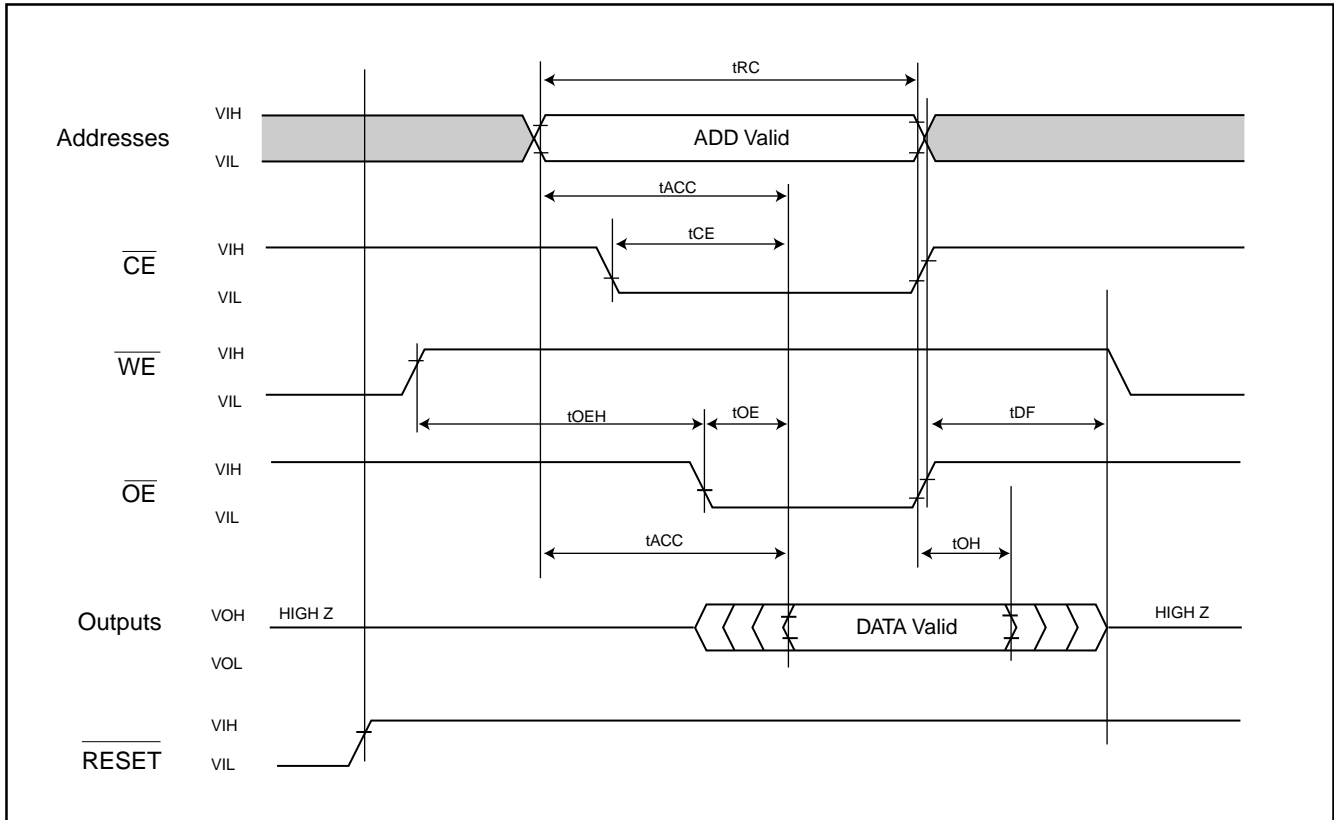 tRC
VIH
Addresses
ADD Valid
VIL
tACC
tCE
VIH
CE
VIL
VIH
WE
VIL
tOEH
tOE
tDF
VIH
OE
VIL
tACC
tOH
VOH
HIGH Z
Outputs
DATA Valid
HIGH Z
VOL
VIH
RESET
VIL